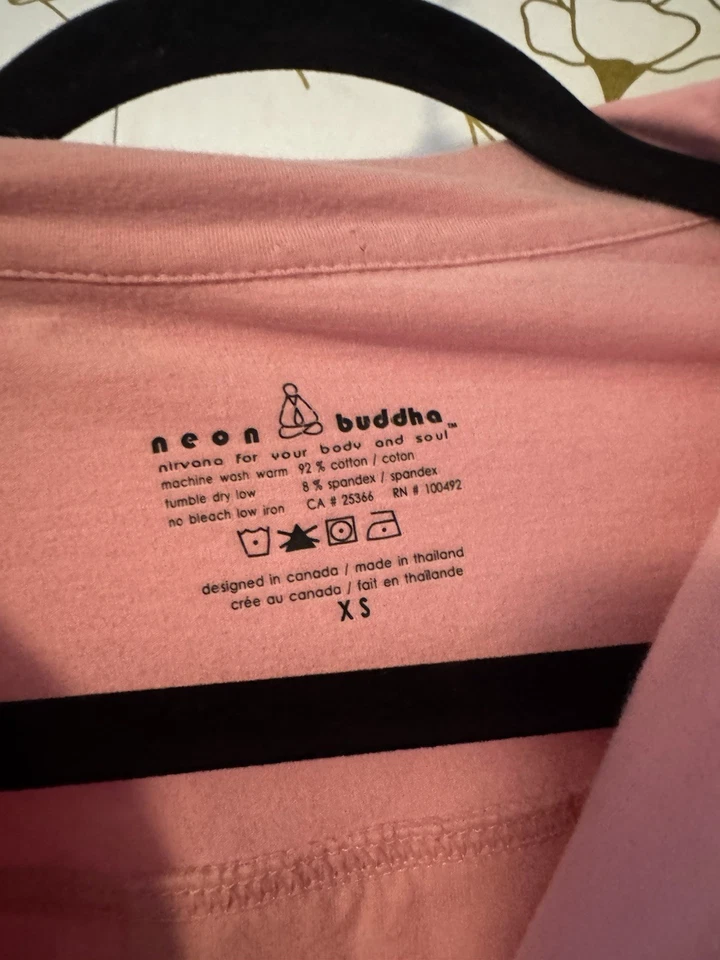 neon buddha™
nirvana for your body and soul
machine wash warm 92 % cotton / coton
tumble dry low 8 % spandex / spandex
no bleach low iron CA # 25366 RN # 100492
designed in canada / made in thailand
crée au canada / fait en thaïlande
XS